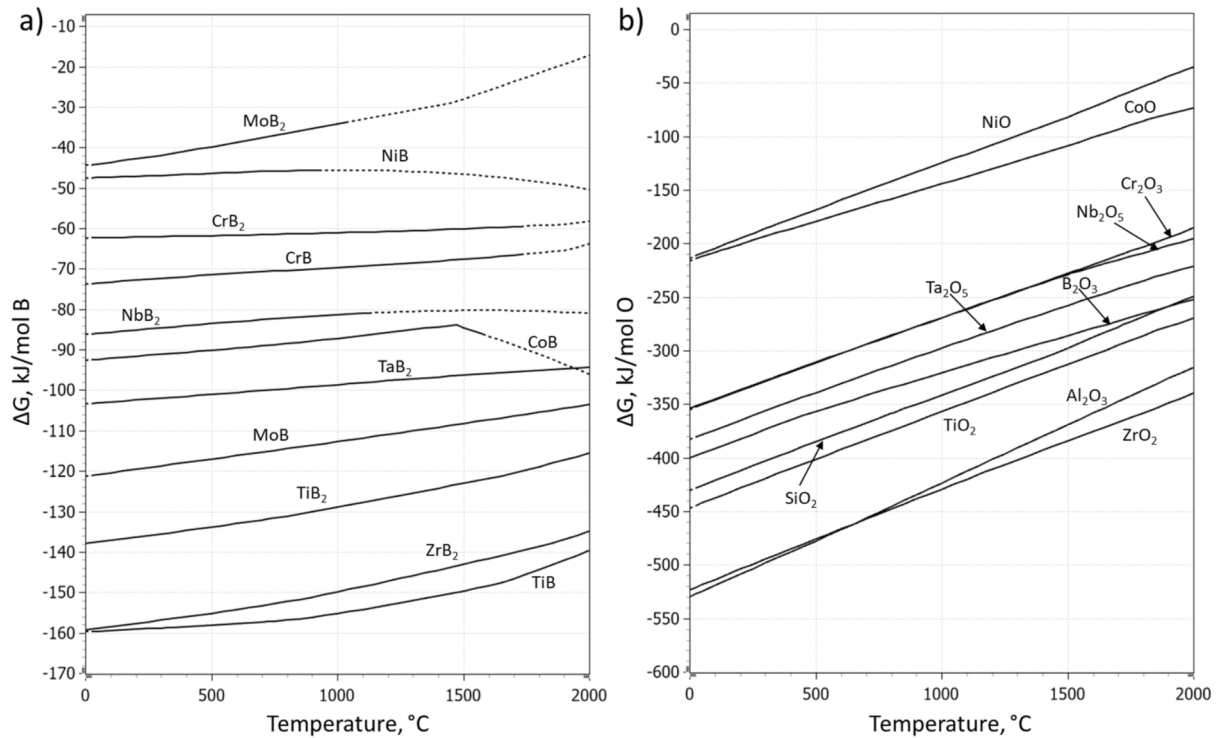 a)
-10
-20
-30
-40
-50
-60
-70
-80
-90
-100
-110
-120
-130
-140
-150
-160
-170
ΔG, kJ/mol B
MoB₂
NiB
CrB₂
CrB
NbB₂
CoB
TaB₂
MoB
TiB₂
ZrB₂
TiB
0 500 1000 1500 2000
Temperature, °C
b)
0
-50
-100
-150
-200
-250
-300
-350
-400
-450
-500
-550
-600
ΔG, kJ/mol O
NiO
CoO
Cr₂O₃
Nb₂O₅
Ta₂O₅
B₂O₃
Al₂O₃
TiO₂
ZrO₂
SiO₂
0 500 1000 1500 2000
Temperature, °C